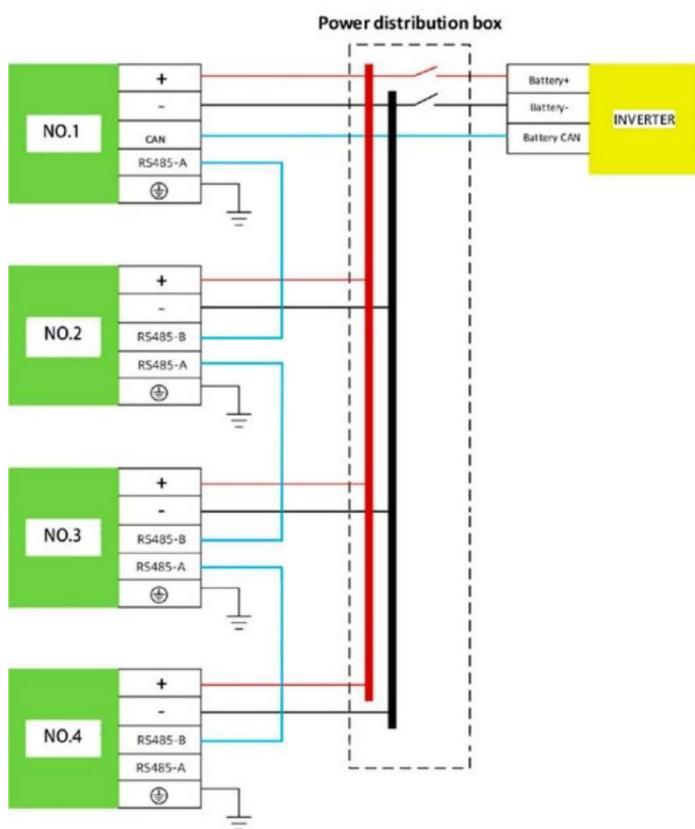 Power distribution box
+
-
NO.1
CAN
RS485-A
Battery+
Battery-
Battery CAN
INVERTER
+
-
NO.2
RS485-B
RS485-A
+
-
NO.3
RS485-B
RS485-A
+
-
NO.4
RS485-B
RS485-A